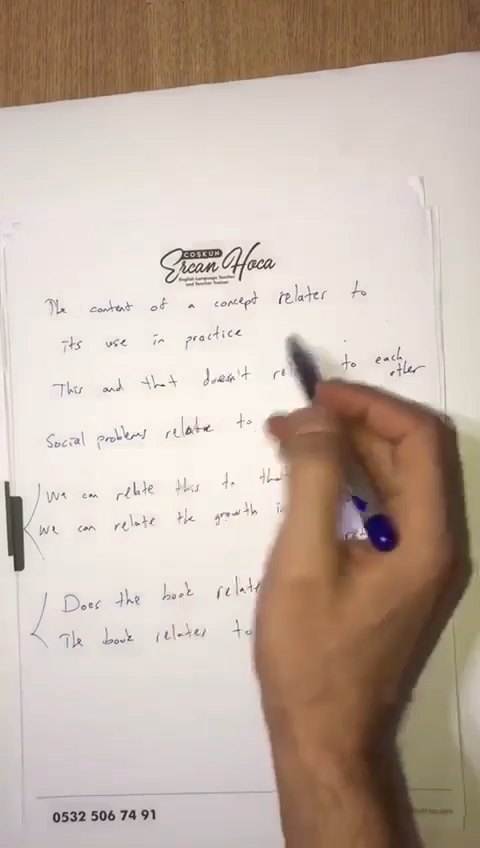 COŞKUN
Ercan Hoca
English Language Teacher
and Teacher Trainer
The content of a concept relates to
its use in practice
This and that doesn't to each
other
Social problems relate to
We can relate this to that
We can relate the growth
Does the book relate
The book relates to
0532 506 74 91